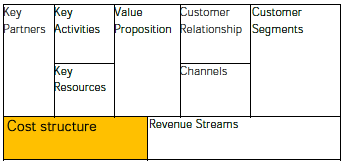 Key
Partners
Key
Activities
Value
Proposition
Customer
Relationship
Customer
Segments
Key
Resources
Channels
Cost structure
Revenue Streams